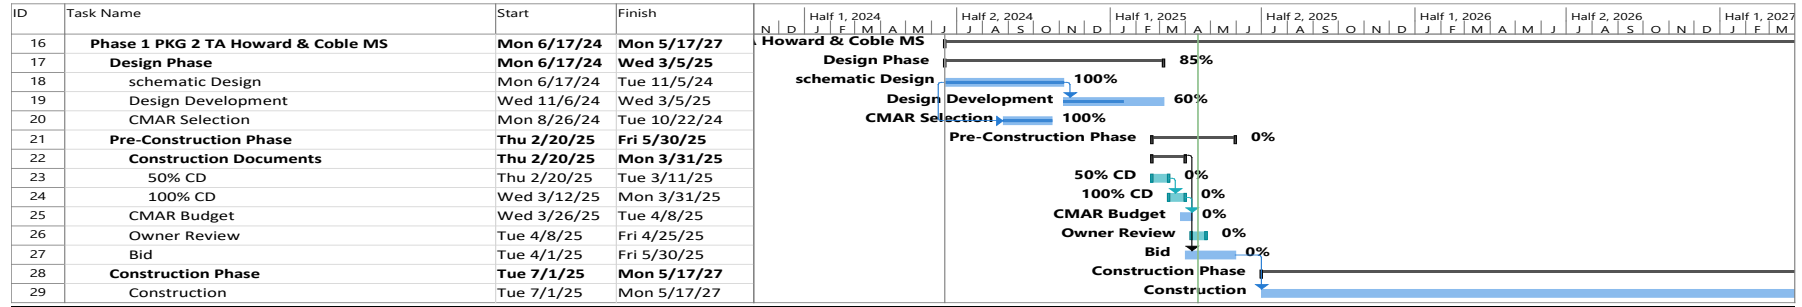 ID Task Name Start Finish Half 1, 2024 Half 2, 2024 Half 1, 2025 Half 2, 2025 Half 1, 2026 Half 2, 2026 Half 1, 2027
N D J F M A M J J A S O N D J F M A M J J A S O N D J F M A M J J A S O N D J F M
16 Phase 1 PKG 2 TA Howard & Coble MS Mon 6/17/24 Mon 5/17/27 Howard & Coble MS
17 Design Phase Mon 6/17/24 Wed 3/5/25 Design Phase 85%
18 schematic Design Mon 6/17/24 Tue 11/5/24 schematic Design 100%
19 Design Development Wed 11/6/24 Wed 3/5/25 Design Development 60%
20 CMAR Selection Mon 8/26/24 Tue 10/22/24 CMAR Selection 100%
21 Pre-Construction Phase Thu 2/20/25 Fri 5/30/25 Pre-Construction Phase 0%
22 Construction Documents Thu 2/20/25 Mon 3/31/25
23 50% CD Thu 2/20/25 Tue 3/11/25 50% CD 0%
24 100% CD Wed 3/12/25 Mon 3/31/25 100% CD 0%
25 CMAR Budget Wed 3/26/25 Tue 4/8/25 CMAR Budget 0%
26 Owner Review Tue 4/8/25 Fri 4/25/25 Owner Review 0%
27 Bid Tue 4/1/25 Fri 5/30/25 Bid 0%
28 Construction Phase Tue 7/1/25 Mon 5/17/27 Construction Phase
29 Construction Tue 7/1/25 Mon 5/17/27 Construction